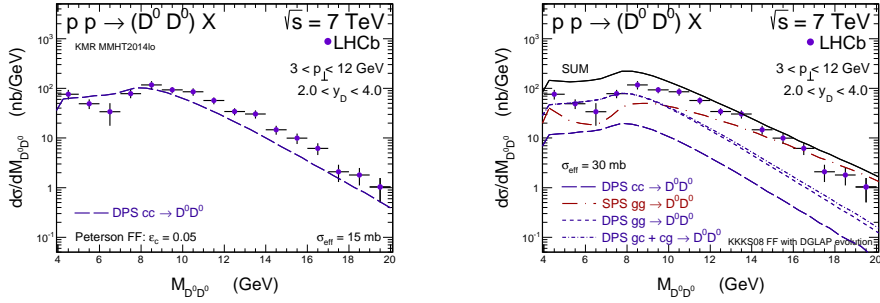 p p → (D⁰ D⁰) X    √s = 7 TeV
KMR MMHT2014lo
LHCb
3 < p⊥ < 12 GeV
2.0 < y_D < 4.0
dσ/dM_D⁰D⁰ (nb/GeV)
10³
10²
10
1
10⁻¹
DPS cc → D⁰D⁰
Peterson FF: ε_c = 0.05    σ_eff = 15 mb
4 6 8 10 12 14 16 18 20
M_D⁰D⁰ (GeV)
p p → (D⁰ D⁰) X    √s = 7 TeV
LHCb
SUM
3 < p⊥ < 12 GeV
2.0 < y_D < 4.0
dσ/dM_D⁰D⁰ (nb/GeV)
10³
10²
10
1
10⁻¹
σ_eff = 30 mb
DPS cc → D⁰D⁰
SPS gg → D⁰D⁰
DPS gg → D⁰D⁰
DPS gc + cg → D⁰D⁰
KKKS08 FF with DGLAP evolution
4 6 8 10 12 14 16 18 20
M_D⁰D⁰ (GeV)